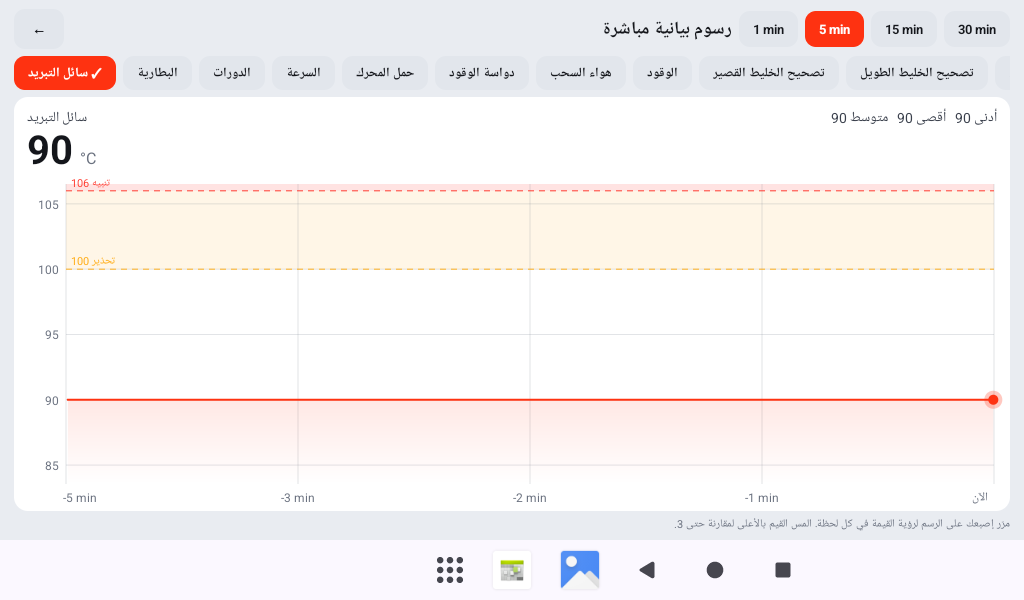 ←
رسوم بيانية مباشرة
1 min
5 min
15 min
30 min
✓ سائل التبريد
البطارية
الدورات
السرعة
حمل المحرك
دواسة الوقود
هواء السحب
الوقود
تصحيح الخليط القصير
تصحيح الخليط الطويل
سائل التبريد
أدنى 90 أقصى 90 متوسط 90
90 °C
تنبيه 106
105
تحذير 100
100
95
90
85
-5 min
-3 min
-2 min
-1 min
الآن
مرّر إصبعك على الرسم لرؤية القيمة في كل لحظة. المس القيم بالأعلى لمقارنة حتى 3.